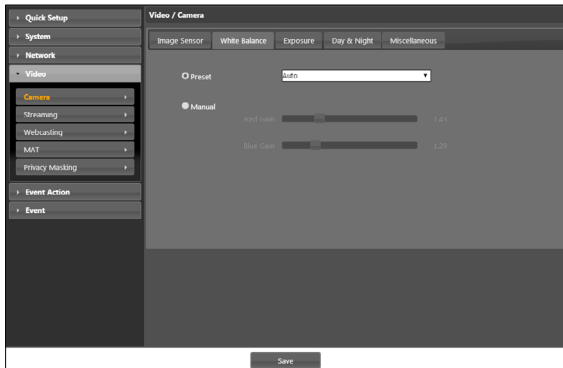 Quick Setup
System
Network
Video
Camera
Streaming
Webcasting
MAT
Privacy Masking
Event Action
Event
Video / Camera
Image Sensor White Balance Exposure Day & Night Miscellaneous
Preset Auto
Manual
Red Gain 1.43
Blue Gain 1.29
Save